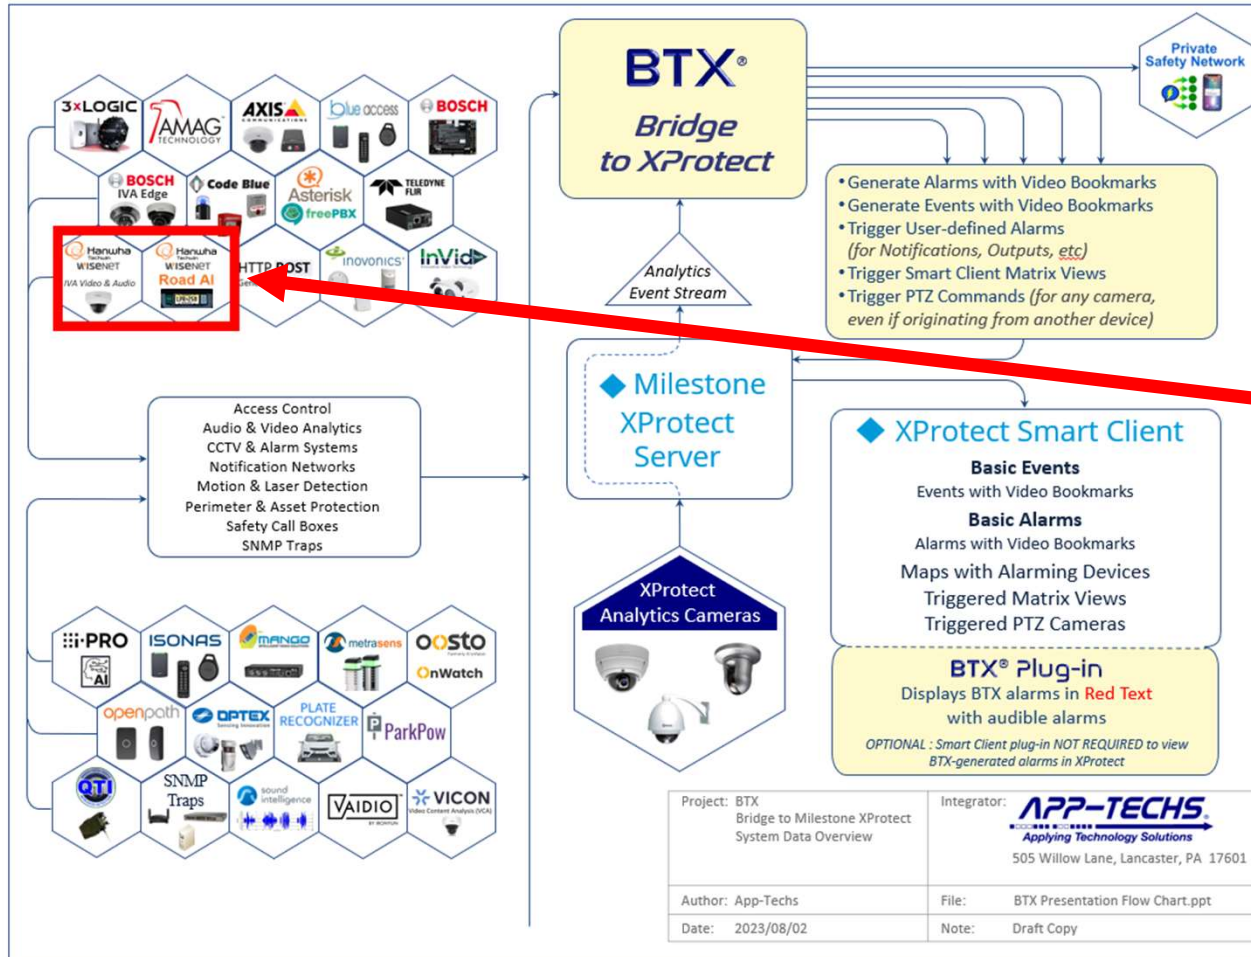 BTX®
Bridge
to XProtect
Private
Safety Network
3xLOGIC
AMAG
TECHNOLOGY
AXIS
COMMUNICATIONS
blue access
BOSCH
BOSCH
IVA Edge
Code Blue
Asterisk
freePBX
TELEDYNE
FLIR
Hanwha
Techwin
WISENET
IVA Video & Audio
Hanwha
Techwin
WISENET
Road AI
HTTP POST
INOVONICS
InVid
Analytics
Event Stream
• Generate Alarms with Video Bookmarks
• Generate Events with Video Bookmarks
• Trigger User-defined Alarms
(for Notifications, Outputs, etc)
• Trigger Smart Client Matrix Views
• Trigger PTZ Commands (for any camera,
even if originating from another device)
Milestone
XProtect
Server
Access Control
Audio & Video Analytics
CCTV & Alarm Systems
Notification Networks
Motion & Laser Detection
Perimeter & Asset Protection
Safety Call Boxes
SNMP Traps
XProtect Smart Client
Basic Events
Events with Video Bookmarks
Basic Alarms
Alarms with Video Bookmarks
Maps with Alarming Devices
Triggered Matrix Views
Triggered PTZ Cameras
BTX® Plug-in
Displays BTX alarms in Red Text
with audible alarms
OPTIONAL : Smart Client plug-in NOT REQUIRED to view
BTX-generated alarms in XProtect
XProtect
Analytics Cameras
i-PRO
AI
ISONAS
MANGO
metrasens
oosto
OnWatch
openpath
OPTEX
Sensing Innovation
PLATE
RECOGNIZER
ParkPow
QTI
SNMP
Traps
sound
intelligence
VAIDIO
BY IRONYUN
VICON
Video Content Analysis (VCA)
Project: BTX
Bridge to Milestone XProtect
System Data Overview
Integrator: APP-TECHS.
Applying Technology Solutions
505 Willow Lane, Lancaster, PA 17601
Author: App-Techs
File: BTX Presentation Flow Chart.ppt
Date: 2023/08/02
Note: Draft Copy